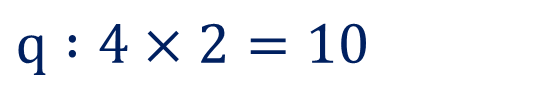 q : 4 × 2 = 10